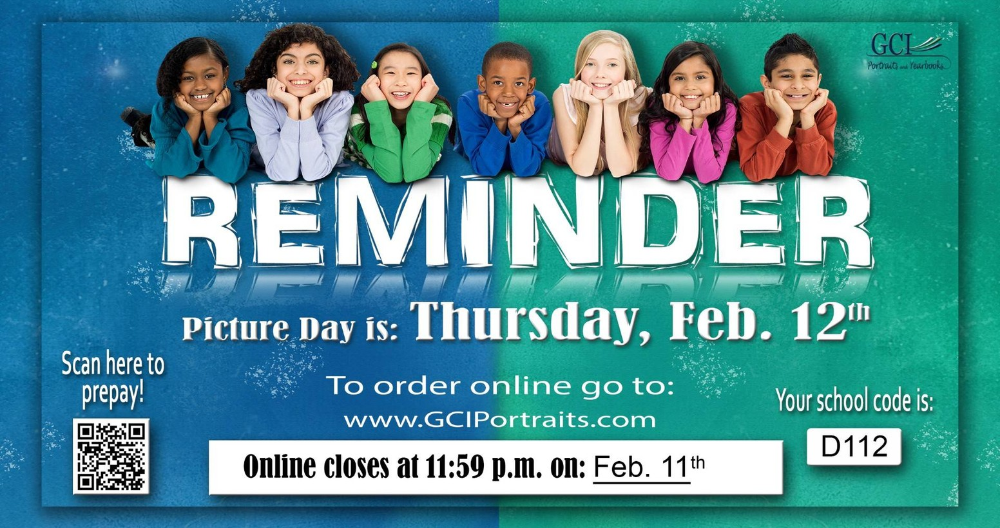 GCI
Portraits and Yearbooks
REMINDER
Picture Day is: Thursday, Feb. 12th
Scan here to
prepay!
To order online go to:
www.GCIPortraits.com
Your school code is:
D112
Online closes at 11:59 p.m. on: Feb. 11th